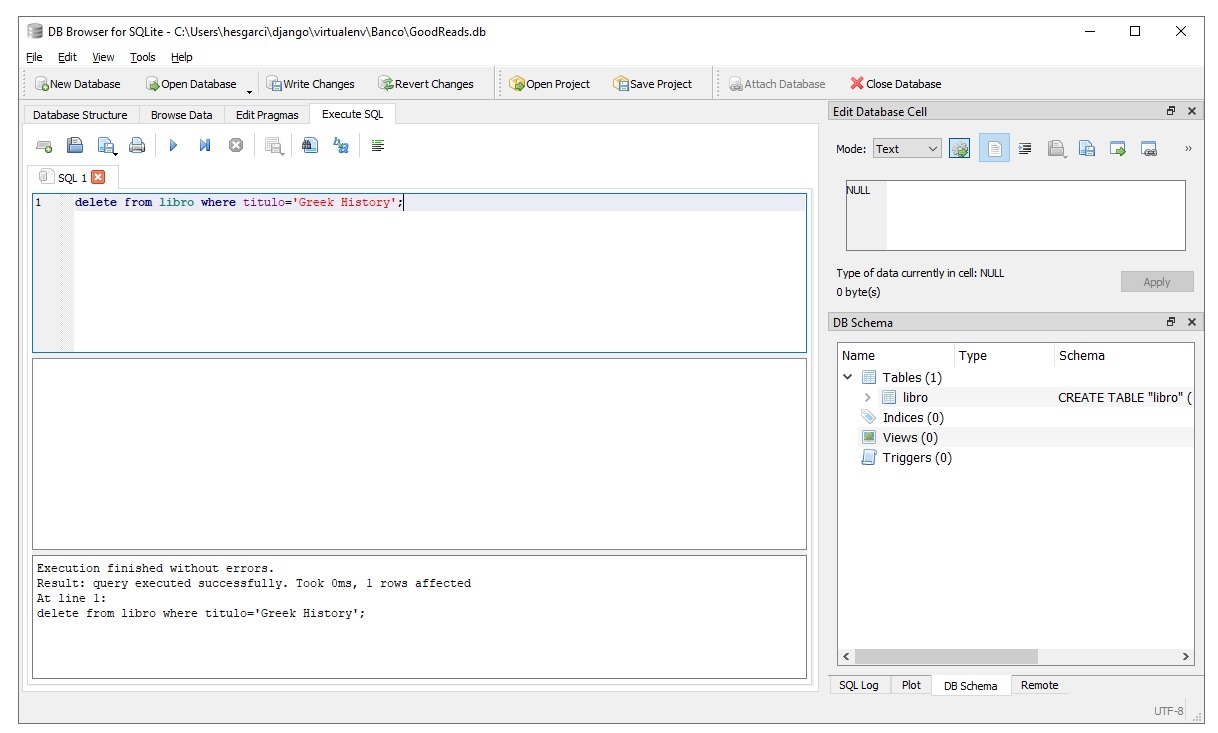 DB Browser for SQLite - C:\Users\hesgarci\django\virtualenv\Banco\GoodReads.db
File Edit View Tools Help
New Database Open Database Write Changes Revert Changes Open Project Save Project Attach Database Close Database
Database Structure Browse Data Edit Pragmas Execute SQL
SQL 1
1 delete from libro where titulo='Greek History';
Execution finished without errors.
Result: query executed successfully. Took 0ms, 1 rows affected
At line 1:
delete from libro where titulo='Greek History';
Edit Database Cell
Mode: Text »
NULL
Type of data currently in cell: NULL
0 byte(s)
Apply
DB Schema
Name Type Schema
Tables (1)
libro CREATE TABLE "libro" (
Indices (0)
Views (0)
Triggers (0)
SQL Log Plot DB Schema Remote
UTF-8